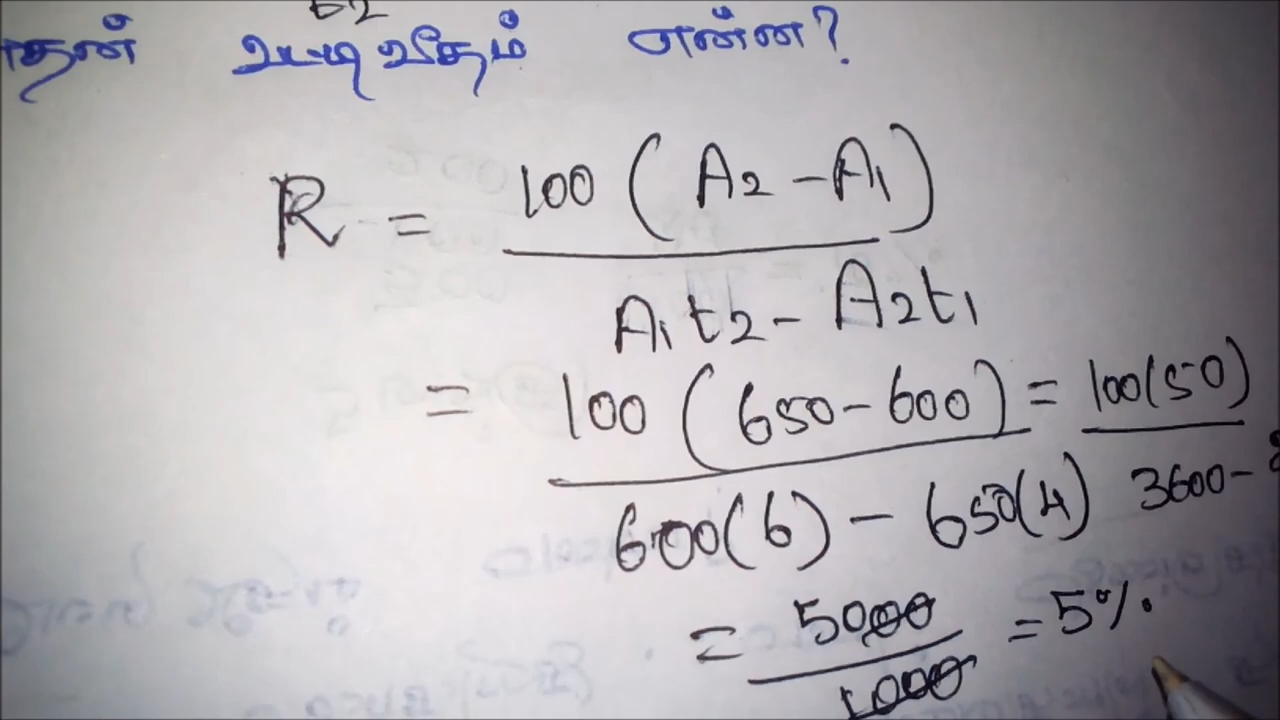 t2
தன் வட்டி வீதம் என்ன?
R = 100 (A2 - A1)
A1t2 - A2t1
= 100 (650 - 600) = 100(50)
600(6) - 650(4) 3600 -
= 5000 = 5%
1000